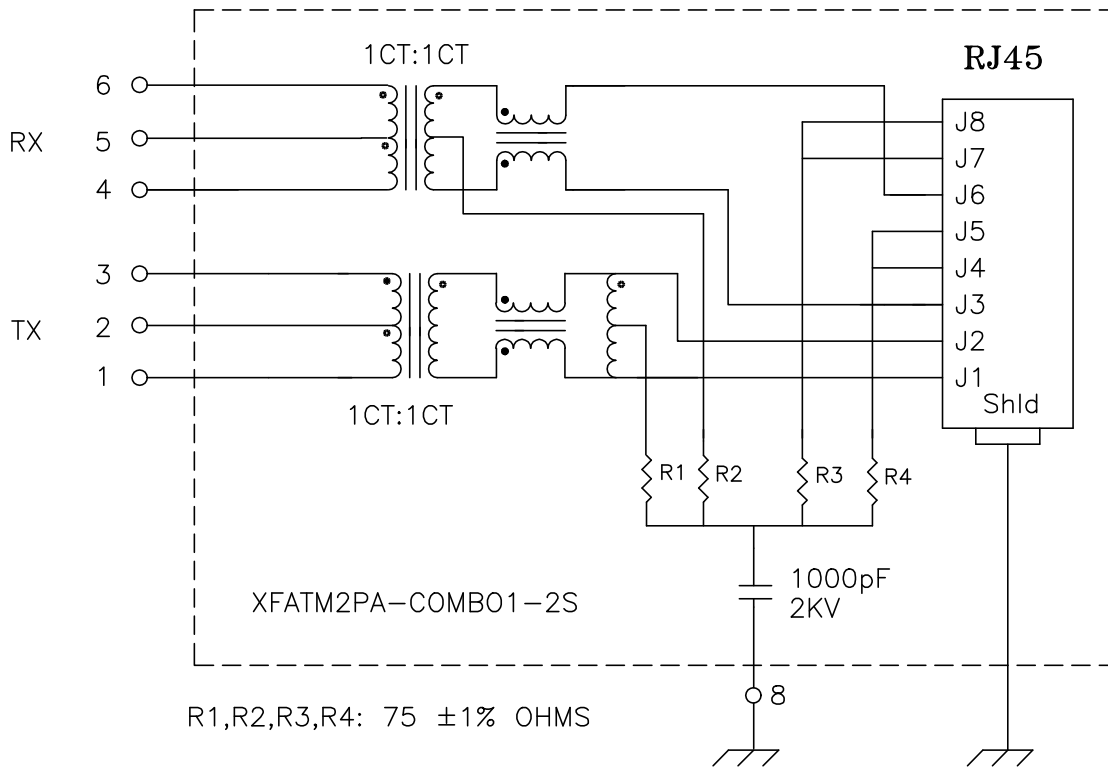 1CT:1CT
RJ45
6
RX
5
4
3
TX
2
1
1CT:1CT
J8
J7
J6
J5
J4
J3
J2
J1
Shld
R1
R2
R3
R4
1000pF
2KV
XFATM2PA-COMBO1-2S
8
R1,R2,R3,R4: 75 ±1% OHMS